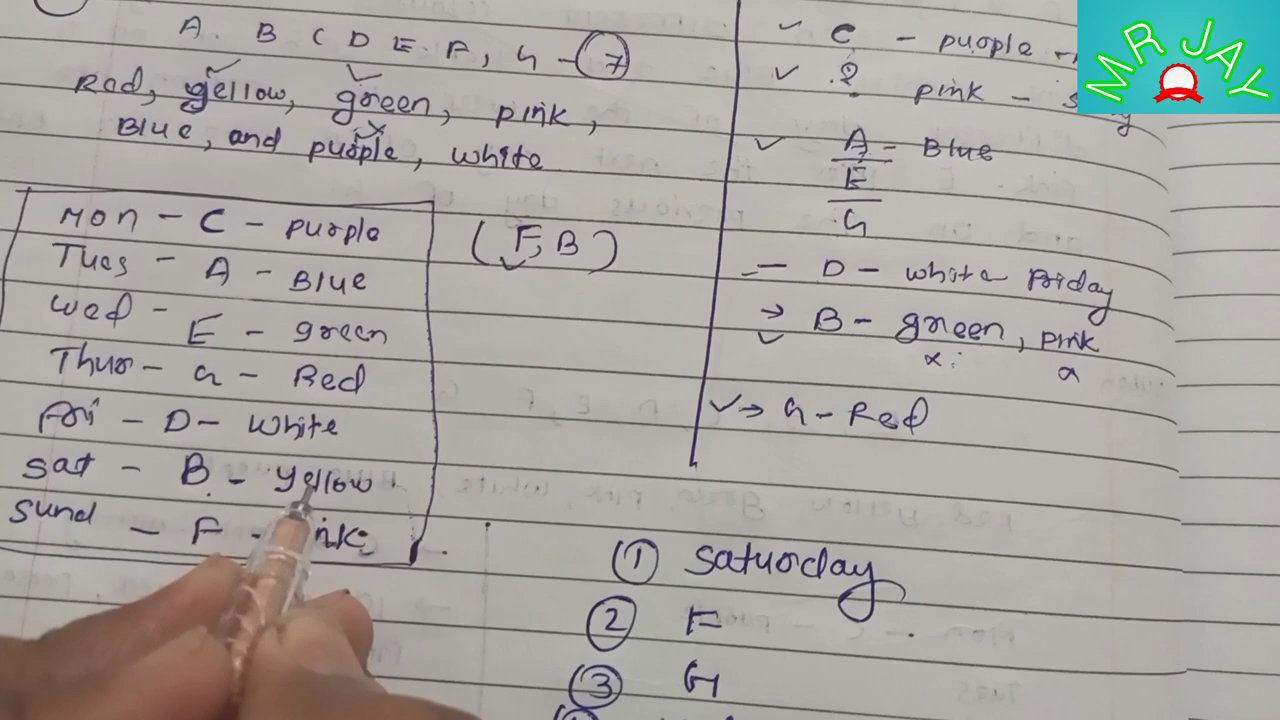 A. B C D E. F, G - 7
Red, yellow, green, pink,
Blue, and purple, white
Mon - C - purple
Tues - A - Blue
Wed - E - green
Thur - G - Red
Fri - D - white
Sat - B - yellow
Sund - F - ink
(F, B)
C - purple
? pink - S
A - Blue
E
G
- D - white Friday
→ B - green, pink
x
→ G - Red
① Saturday
② F
③ G
MR JAY